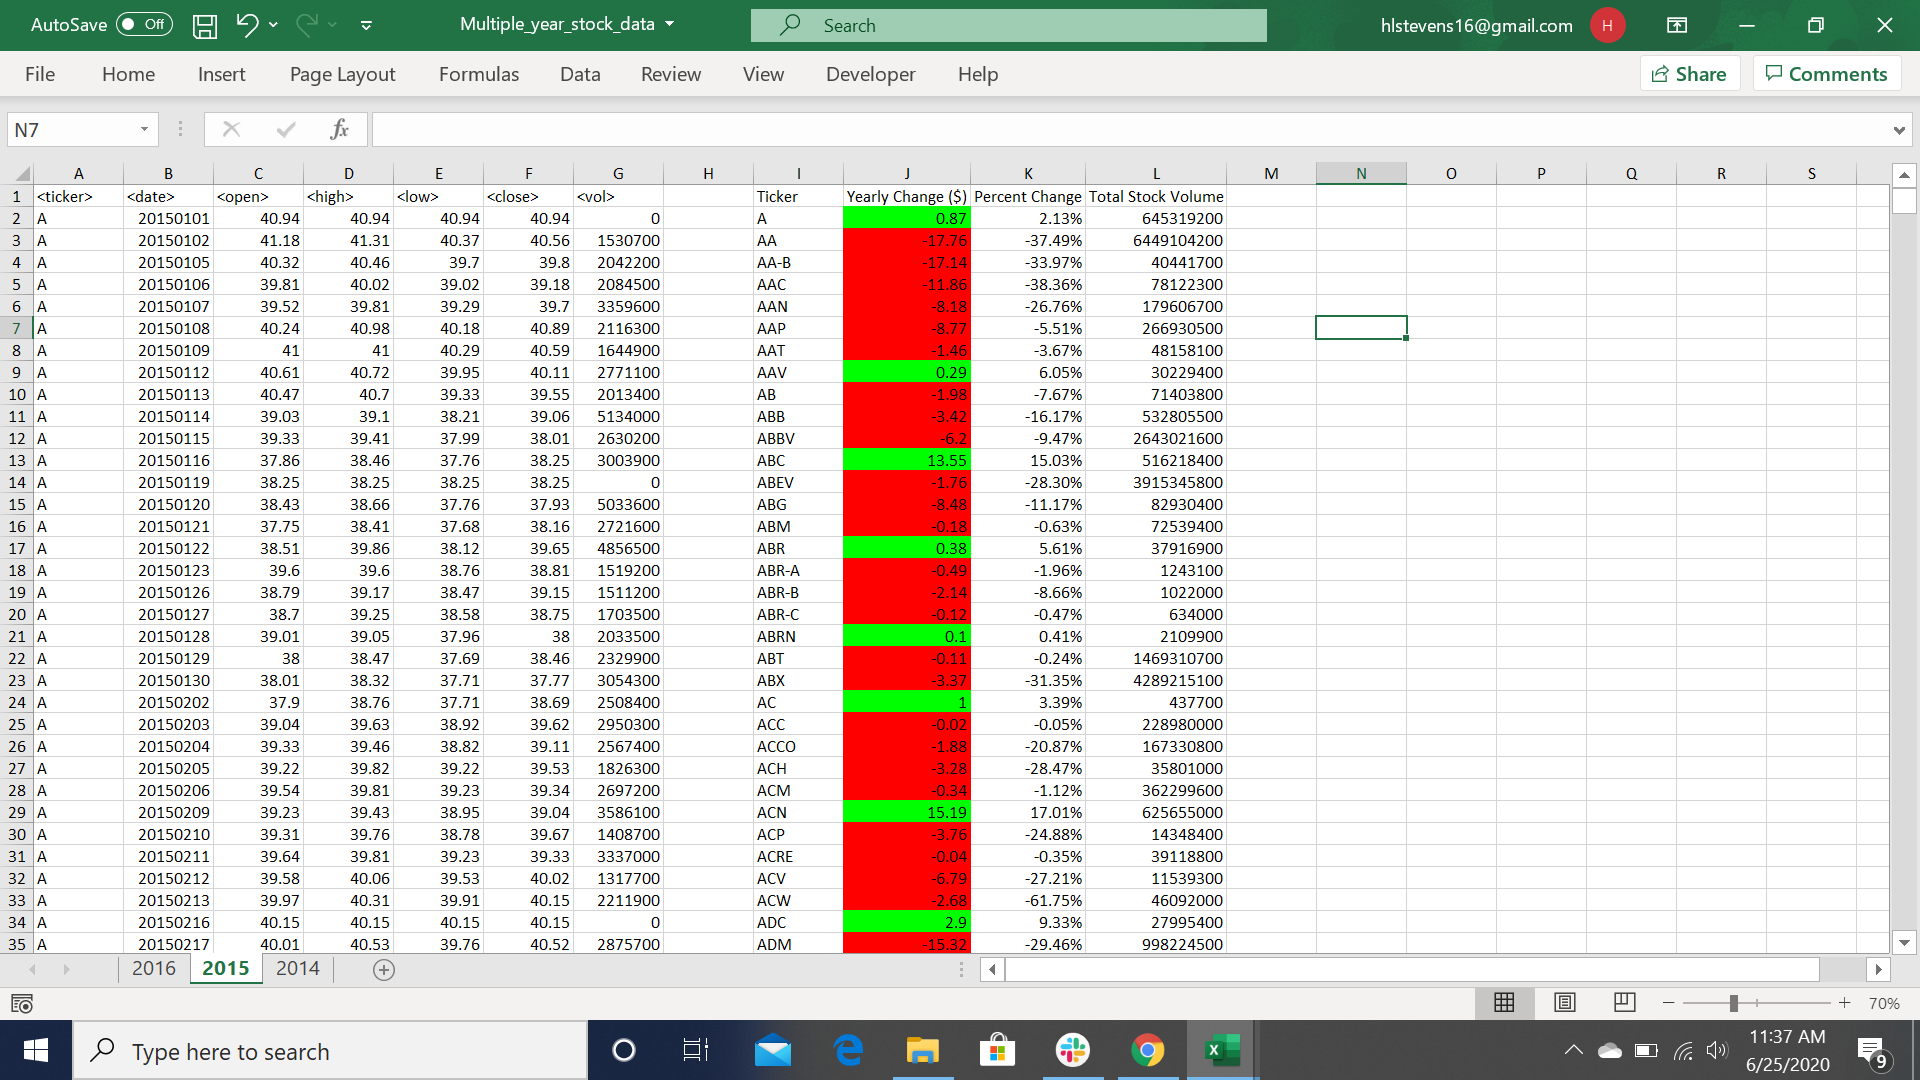 AutoSave Off Multiple_year_stock_data Search hlstevens16@gmail.com H
File Home Insert Page Layout Formulas Data Review View Developer Help Share Comments
N7 fx
A B C D E F G H I J K L M N O P Q R S
1 <ticker> <date> <open> <high> <low> <close> <vol> Ticker Yearly Change ($) Percent Change Total Stock Volume
2 A 20150101 40.94 40.94 40.94 40.94 0 A 0.87 2.13% 645319200
3 A 20150102 41.18 41.31 40.37 40.56 1530700 AA -17.76 -37.49% 6449104200
4 A 20150105 40.32 40.46 39.7 39.8 2042200 AA-B -17.14 -33.97% 40441700
5 A 20150106 39.81 40.02 39.02 39.18 2084500 AAC -11.86 -38.36% 78122300
6 A 20150107 39.52 39.81 39.29 39.7 3359600 AAN -8.18 -26.76% 179606700
7 A 20150108 40.24 40.98 40.18 40.89 2116300 AAP -8.77 -5.51% 266930500
8 A 20150109 41 41 40.29 40.59 1644900 AAT -1.46 -3.67% 48158100
9 A 20150112 40.61 40.72 39.95 40.11 2771100 AAV 0.29 6.05% 30229400
10 A 20150113 40.47 40.7 39.33 39.55 2013400 AB -1.98 -7.67% 71403800
11 A 20150114 39.03 39.1 38.21 39.06 5134000 ABB -3.42 -16.17% 532805500
12 A 20150115 39.33 39.41 37.99 38.01 2630200 ABBV -6.2 -9.47% 2643021600
13 A 20150116 37.86 38.46 37.76 38.25 3003900 ABC 13.55 15.03% 516218400
14 A 20150119 38.25 38.25 38.25 38.25 0 ABEV -1.76 -28.30% 3915345800
15 A 20150120 38.43 38.66 37.76 37.93 5033600 ABG -8.48 -11.17% 82930400
16 A 20150121 37.75 38.41 37.68 38.16 2721600 ABM -0.18 -0.63% 72539400
17 A 20150122 38.51 39.86 38.12 39.65 4856500 ABR 0.38 5.61% 37916900
18 A 20150123 39.6 39.6 38.76 38.81 1519200 ABR-A -0.49 -1.96% 1243100
19 A 20150126 38.79 39.17 38.47 39.15 1511200 ABR-B -2.14 -8.66% 1022000
20 A 20150127 38.7 39.25 38.58 38.75 1703500 ABR-C -0.12 -0.47% 634000
21 A 20150128 39.01 39.05 37.96 38 2033500 ABRN 0.1 0.41% 2109900
22 A 20150129 38 38.47 37.69 38.46 2329900 ABT -0.11 -0.24% 1469310700
23 A 20150130 38.01 38.32 37.71 37.77 3054300 ABX -3.37 -31.35% 4289215100
24 A 20150202 37.9 38.76 37.71 38.69 2508400 AC 1 3.39% 437700
25 A 20150203 39.04 39.63 38.92 39.62 2950300 ACC -0.02 -0.05% 228980000
26 A 20150204 39.33 39.46 38.82 39.11 2567400 ACCO -1.88 -20.87% 167330800
27 A 20150205 39.22 39.82 39.22 39.53 1826300 ACH -3.28 -28.47% 35801000
28 A 20150206 39.54 39.81 39.23 39.34 2697200 ACM -0.34 -1.12% 362299600
29 A 20150209 39.23 39.43 38.95 39.04 3586100 ACN 15.19 17.01% 625655000
30 A 20150210 39.31 39.76 38.78 39.67 1408700 ACP -3.76 -24.88% 14348400
31 A 20150211 39.64 39.81 39.23 39.33 3337000 ACRE -0.04 -0.35% 39118800
32 A 20150212 39.58 40.06 39.53 40.02 1317700 ACV -6.79 -27.21% 11539300
33 A 20150213 39.97 40.31 39.91 40.15 2211900 ACW -2.68 -61.75% 46092000
34 A 20150216 40.15 40.15 40.15 40.15 0 ADC 2.9 9.33% 27995400
35 A 20150217 40.01 40.53 39.76 40.52 2875700 ADM -15.32 -29.46% 998224500
2016 2015 2014
70%
Type here to search 11:37 AM
6/25/2020 9